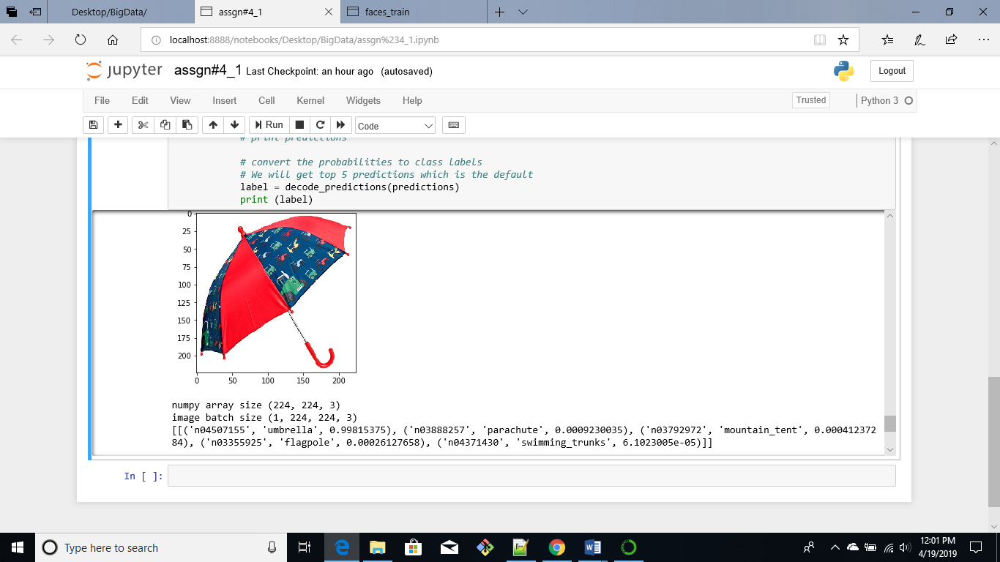 Desktop/BigData/
assgn#4_1
faces_train
localhost:8888/notebooks/Desktop/BigData/assgn%234_1.ipynb
jupyter assgn#4_1 Last Checkpoint: an hour ago (autosaved)
Logout
File Edit View Insert Cell Kernel Widgets Help
Trusted
Python 3
Run
Code
# print predictions
# convert the probabilities to class labels
# We will get top 5 predictions which is the default
label = decode_predictions(predictions)
print (label)
0
25
50
75
100
125
150
175
200
0 50 100 150 200
numpy array size (224, 224, 3)
image batch size (1, 224, 224, 3)
[[('n04507155', 'umbrella', 0.99815375), ('n03888257', 'parachute', 0.0009230035), ('n03792972', 'mountain_tent', 0.000412372
84), ('n03355925', 'flagpole', 0.00026127658), ('n04371430', 'swimming_trunks', 6.1023005e-05)]]
In [ ]:
Type here to search
12:01 PM
4/19/2019